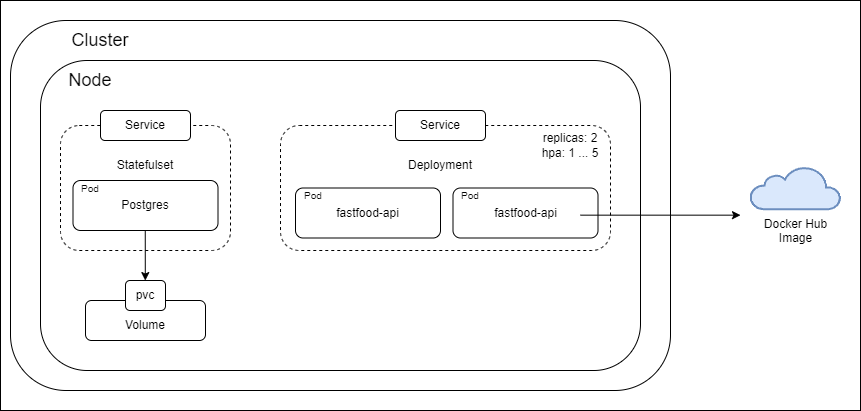 Cluster
Node
Service
Statefulset
Pod
Postgres
pvc
Volume
Service
replicas: 2
hpa: 1 ... 5
Deployment
Pod
fastfood-api
Pod
fastfood-api
Docker Hub
Image